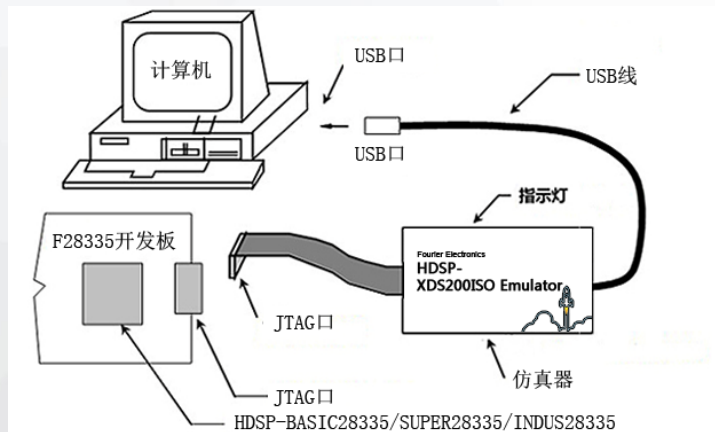 USB口
计算机
USB线
USB口
指示灯
F28335开发板
Fourier Electronics
HDSP-
XDS200ISO Emulator
JTAG口
仿真器
JTAG口
HDSP-BASIC28335/SUPER28335/INDUS28335